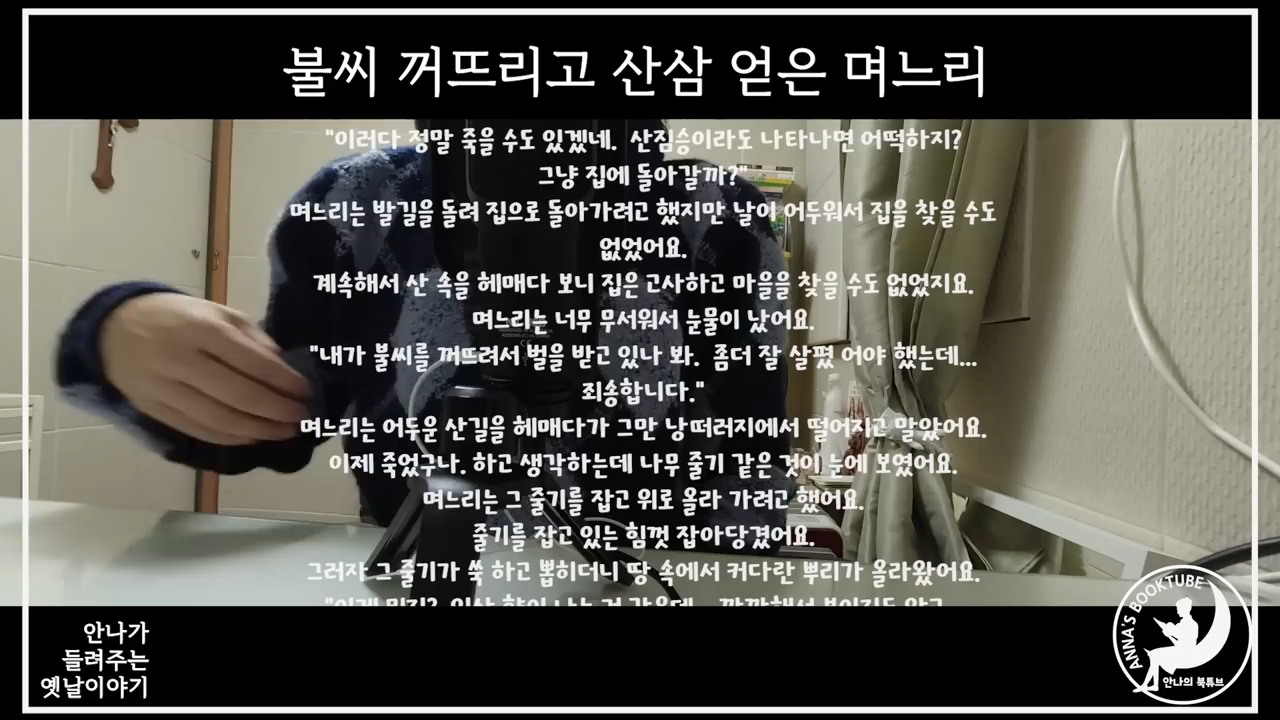 불씨 꺼뜨리고 산삼 얻은 며느리
"이러다 정말 죽을 수도 있겠네. 산짐승이라도 나타나면 어떡하지?
그냥 집에 돌아갈까?"
며느리는 발길을 돌려 집으로 돌아가려고 했지만 날이 어두워서 집을 찾을 수도
없었어요.
계속해서 산 속을 헤매다 보니 집은 고사하고 마을을 찾을 수도 없었지요.
며느리는 너무 무서워서 눈물이 났어요.
"내가 불씨를 꺼뜨려서 벌을 받고 있나 봐. 좀더 잘 살폈 어야 했는데...
죄송합니다."
며느리는 어두운 산길을 헤매다가 그만 낭떠러지에서 떨어지고 말았어요.
이제 죽었구나. 하고 생각하는데 나무 줄기 같은 것이 눈에 보였어요.
며느리는 그 줄기를 잡고 위로 올라 가려고 했어요.
줄기를 잡고 있는 힘껏 잡아당겼어요.
그러자 그 줄기가 쑥 하고 뽑히더니 땅 속에서 커다란 뿌리가 올라왔어요.
안나가
들려주는
옛날이야기
ANNA'S BOOKTUBE
안나의 북튜브